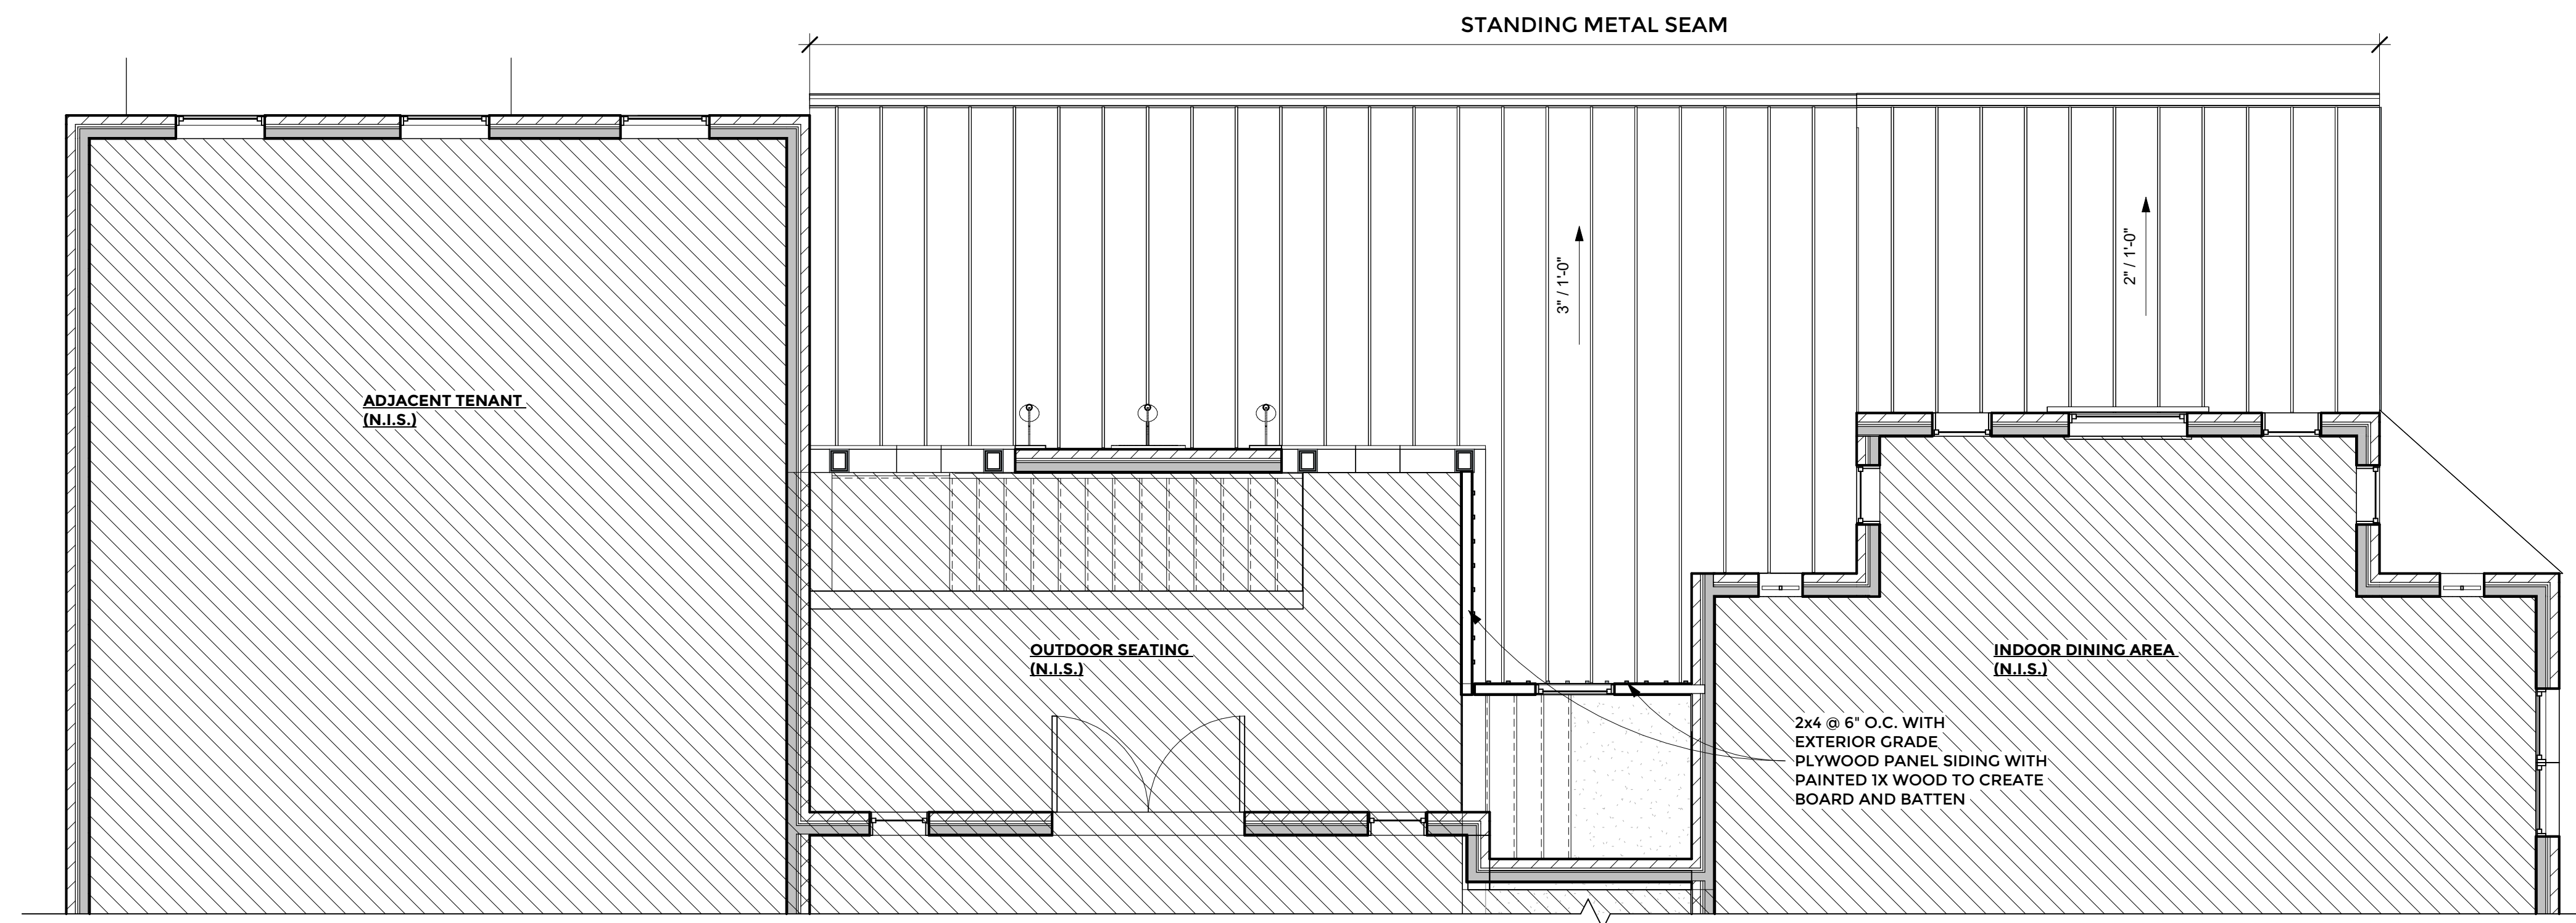 STANDING METAL SEAM
3" / 1'-0"
2" / 1'-0"
ADJACENT TENANT
(N.I.S.)
OUTDOOR SEATING
(N.I.S.)
INDOOR DINING AREA
(N.I.S.)
2x4 @ 6" O.C. WITH
EXTERIOR GRADE
PLYWOOD PANEL SIDING WITH
PAINTED 1X WOOD TO CREATE
BOARD AND BATTEN